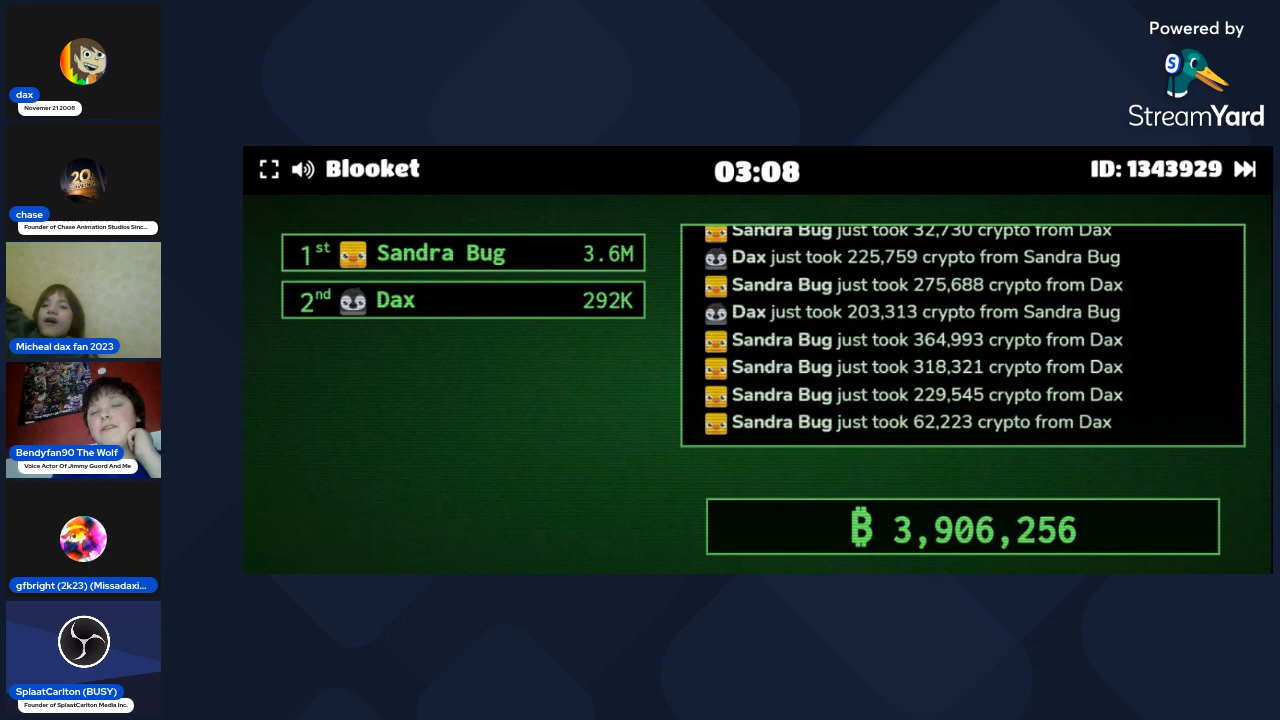 dax
Novemer 21 2008
chase
Founder of Chase Animation Studios Sinc...
Micheal dax fan 2023
Bendyfan90 The Wolf
Voice Actor Of Jimmy Guord And Me
gfbright (2k23) (Missadaxi...
SplaatCarlton (BUSY)
Founder of SplaatCarlton Media Inc.
Powered by
StreamYard
Blooket
03:08
ID: 1343929
1st Sandra Bug 3.6M
2nd Dax 292K
Sandra Bug just took 32,730 crypto from Dax
Dax just took 225,759 crypto from Sandra Bug
Sandra Bug just took 275,688 crypto from Dax
Dax just took 203,313 crypto from Sandra Bug
Sandra Bug just took 364,993 crypto from Dax
Sandra Bug just took 318,321 crypto from Dax
Sandra Bug just took 229,545 crypto from Dax
Sandra Bug just took 62,223 crypto from Dax
₿ 3,906,256